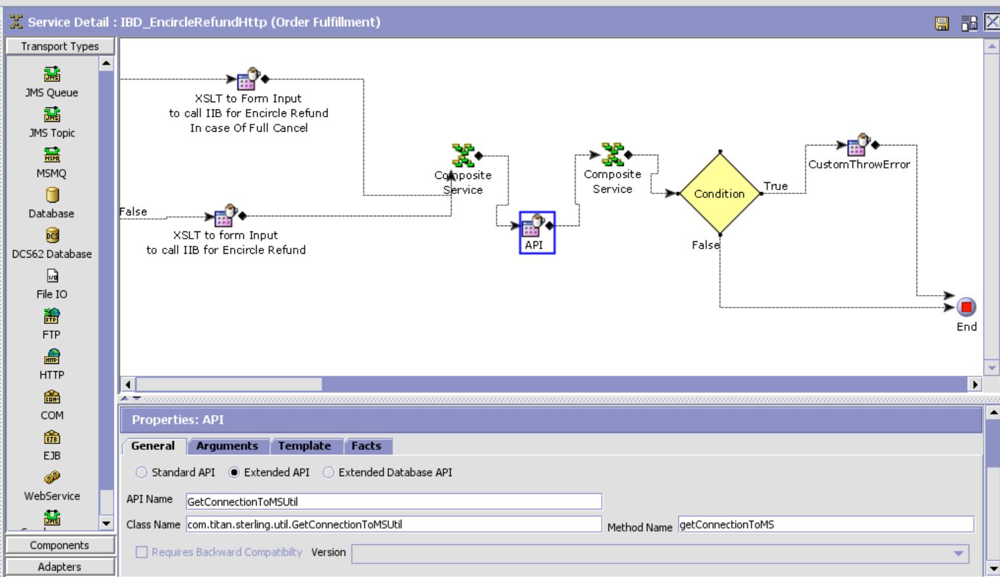 Service Detail : IBD_EncircleRefundHttp (Order Fulfillment)
Transport Types
JMS Queue
JMS Topic
MSMQ
Database
DCS62 Database
File IO
FTP
HTTP
COM
EJB
WebService
Components
Adapters
XSLT to Form Input
to call IIB for Encircle Refund
In case Of Full Cancel
False
XSLT to form Input
to call IIB for Encircle Refund
Composite
Service
API
Composite
Service
Condition
True
False
CustomThrowError
End
Properties: API
General Arguments Template Facts
Standard API Extended API Extended Database API
API Name GetConnectionToMSUtil
Class Name com.titan.sterling.util.GetConnectionToMSUtil Method Name getConnectionToMS
Requires Backward Compatibilty Version